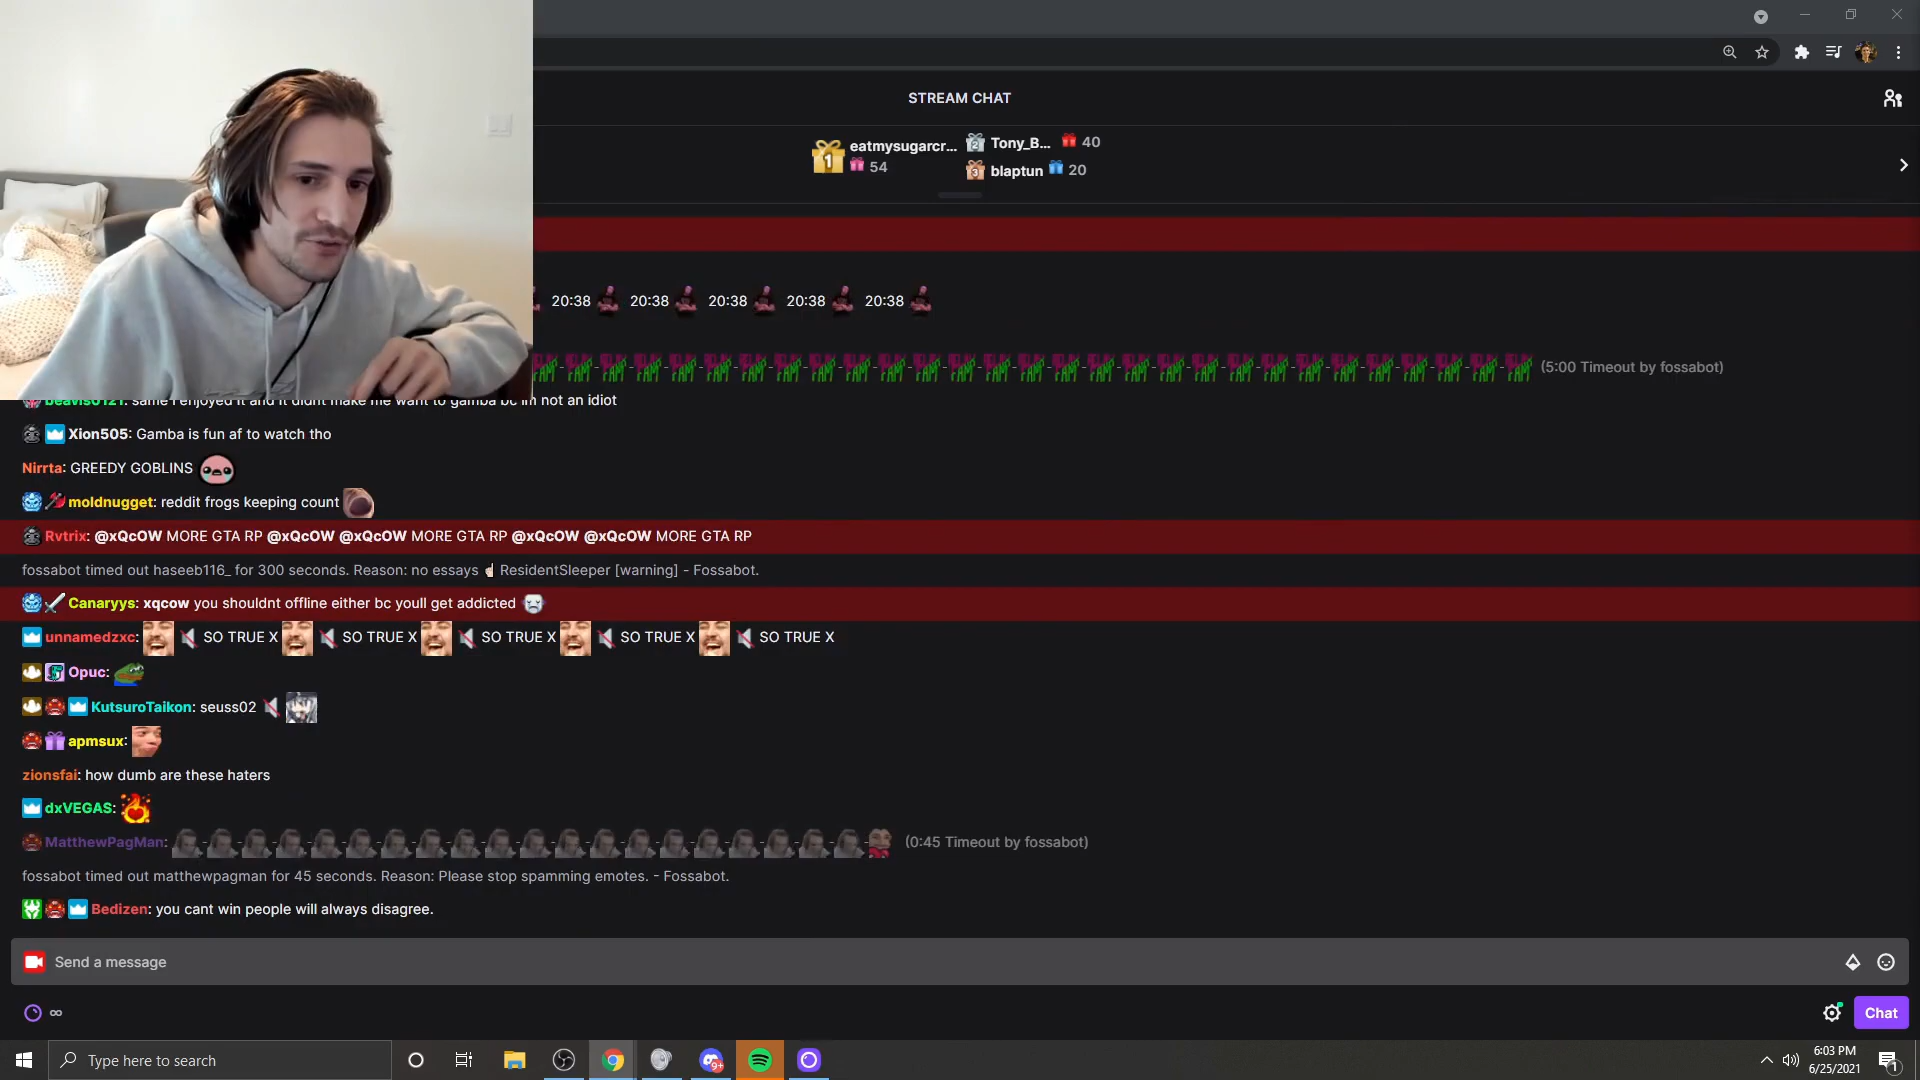 STREAM CHAT
1 eatmysugarcr... 54
2 Tony_B... 40
3 blaptun 20
20:38 20:38 20:38 20:38 20:38
(5:00 Timeout by fossabot)
beavis0121: same i enjoyed it and it didnt make me want to gamba bc im not an idiot
Xion505: Gamba is fun af to watch tho
Nirrta: GREEDY GOBLINS
moldnugget: reddit frogs keeping count
Rvtrix: @xQcOW MORE GTA RP @xQcOW @xQcOW MORE GTA RP @xQcOW @xQcOW MORE GTA RP
fossabot timed out haseeb116_ for 300 seconds. Reason: no essays ☝ ResidentSleeper [warning] - Fossabot.
Canaryys: xqcow you shouldnt offline either bc youll get addicted
unnamedzxc: SO TRUE X SO TRUE X SO TRUE X SO TRUE X SO TRUE X
Opuc:
KutsuroTaikon: seuss02
apmsux:
zionsfai: how dumb are these haters
dxVEGAS:
MatthewPagMan: - - - - - - - - - - - - - - - - - - - - (0:45 Timeout by fossabot)
fossabot timed out matthewpagman for 45 seconds. Reason: Please stop spamming emotes. - Fossabot.
Bedizen: you cant win people will always disagree.
Send a message
∞
Chat
Type here to search
9+
6:03 PM
6/25/2021
1